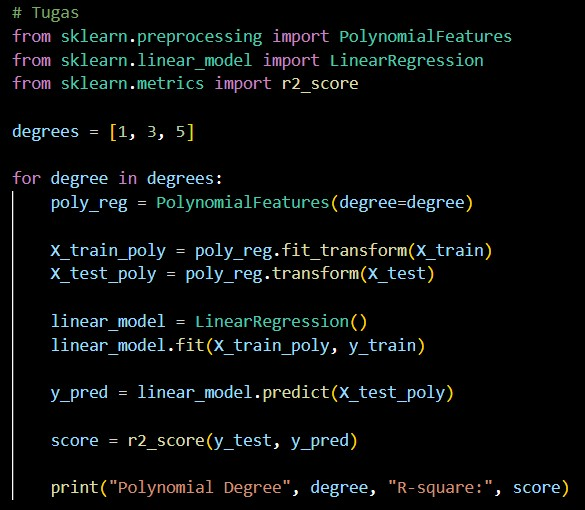 # Tugas
from sklearn.preprocessing import PolynomialFeatures
from sklearn.linear_model import LinearRegression
from sklearn.metrics import r2_score
degrees = [1, 3, 5]
for degree in degrees:
    poly_reg = PolynomialFeatures(degree=degree)
    X_train_poly = poly_reg.fit_transform(X_train)
    X_test_poly = poly_reg.transform(X_test)
    linear_model = LinearRegression()
    linear_model.fit(X_train_poly, y_train)
    y_pred = linear_model.predict(X_test_poly)
    score = r2_score(y_test, y_pred)
    print("Polynomial Degree", degree, "R-square:", score)